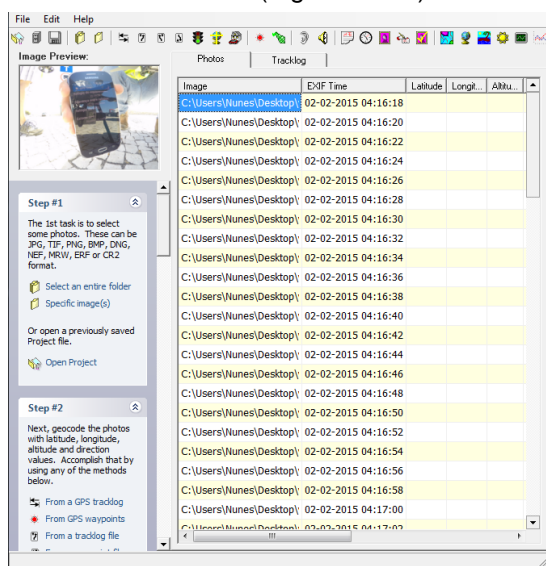 File Edit Help
Image Preview:
Photos
Tracklog
Image EXIF Time Latitude Longit... Altitu...
C:\Users\Nunes\Desktop\ 02-02-2015 04:16:18
C:\Users\Nunes\Desktop\ 02-02-2015 04:16:20
C:\Users\Nunes\Desktop\ 02-02-2015 04:16:22
C:\Users\Nunes\Desktop\ 02-02-2015 04:16:24
C:\Users\Nunes\Desktop\ 02-02-2015 04:16:26
C:\Users\Nunes\Desktop\ 02-02-2015 04:16:28
C:\Users\Nunes\Desktop\ 02-02-2015 04:16:30
C:\Users\Nunes\Desktop\ 02-02-2015 04:16:32
C:\Users\Nunes\Desktop\ 02-02-2015 04:16:34
C:\Users\Nunes\Desktop\ 02-02-2015 04:16:36
C:\Users\Nunes\Desktop\ 02-02-2015 04:16:38
C:\Users\Nunes\Desktop\ 02-02-2015 04:16:40
C:\Users\Nunes\Desktop\ 02-02-2015 04:16:42
C:\Users\Nunes\Desktop\ 02-02-2015 04:16:44
C:\Users\Nunes\Desktop\ 02-02-2015 04:16:46
C:\Users\Nunes\Desktop\ 02-02-2015 04:16:48
C:\Users\Nunes\Desktop\ 02-02-2015 04:16:50
C:\Users\Nunes\Desktop\ 02-02-2015 04:16:52
C:\Users\Nunes\Desktop\ 02-02-2015 04:16:54
C:\Users\Nunes\Desktop\ 02-02-2015 04:16:56
C:\Users\Nunes\Desktop\ 02-02-2015 04:16:58
C:\Users\Nunes\Desktop\ 02-02-2015 04:17:00
C:\Users\Nunes\Desktop\ 02-02-2015 04:17:02
Step #1
The 1st task is to select
some photos. These can be
JPG, TIF, PNG, BMP, DNG,
NEF, MRW, ERF or CR2
format.
Select an entire folder
Specific image(s)
Or open a previously saved
Project file.
Open Project
Step #2
Next, geocode the photos
with latitude, longitude,
altitude and direction
values. Accomplish that by
using any of the methods
below.
From a GPS tracklog
From GPS waypoints
From a tracklog file